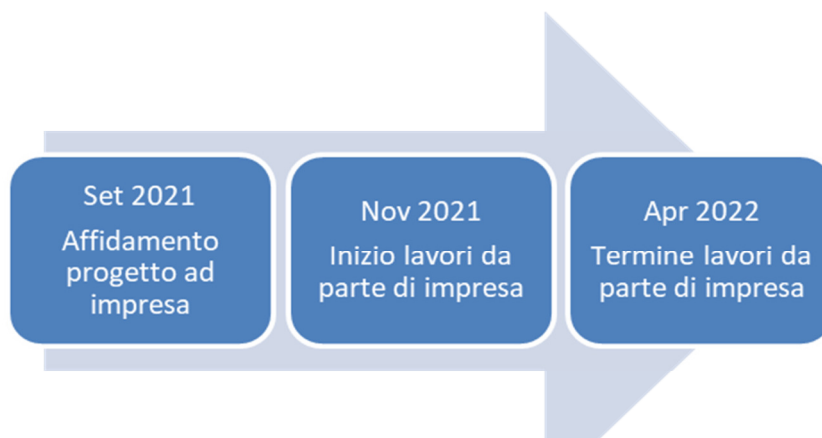 Set 2021
Affidamento
progetto ad
impresa
Nov 2021
Inizio lavori da
parte di impresa
Apr 2022
Termine lavori da
parte di impresa